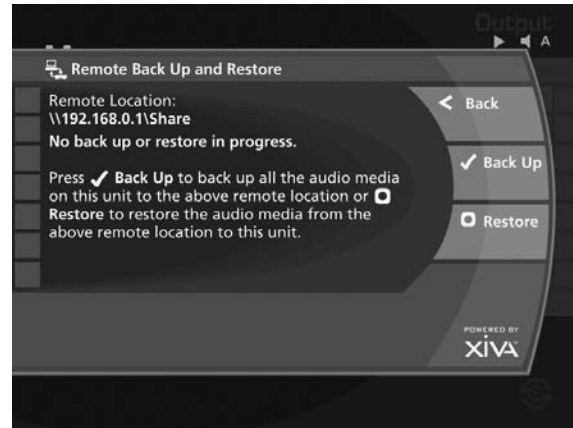 Output:
A
Remote Back Up and Restore
Remote Location:
\\192.168.0.1\Share
No back up or restore in progress.
Press ✓ Back Up to back up all the audio media
on this unit to the above remote location or
Restore to restore the audio media from the
above remote location to this unit.
< Back
✓ Back Up
Restore
POWERED BY
XiVA